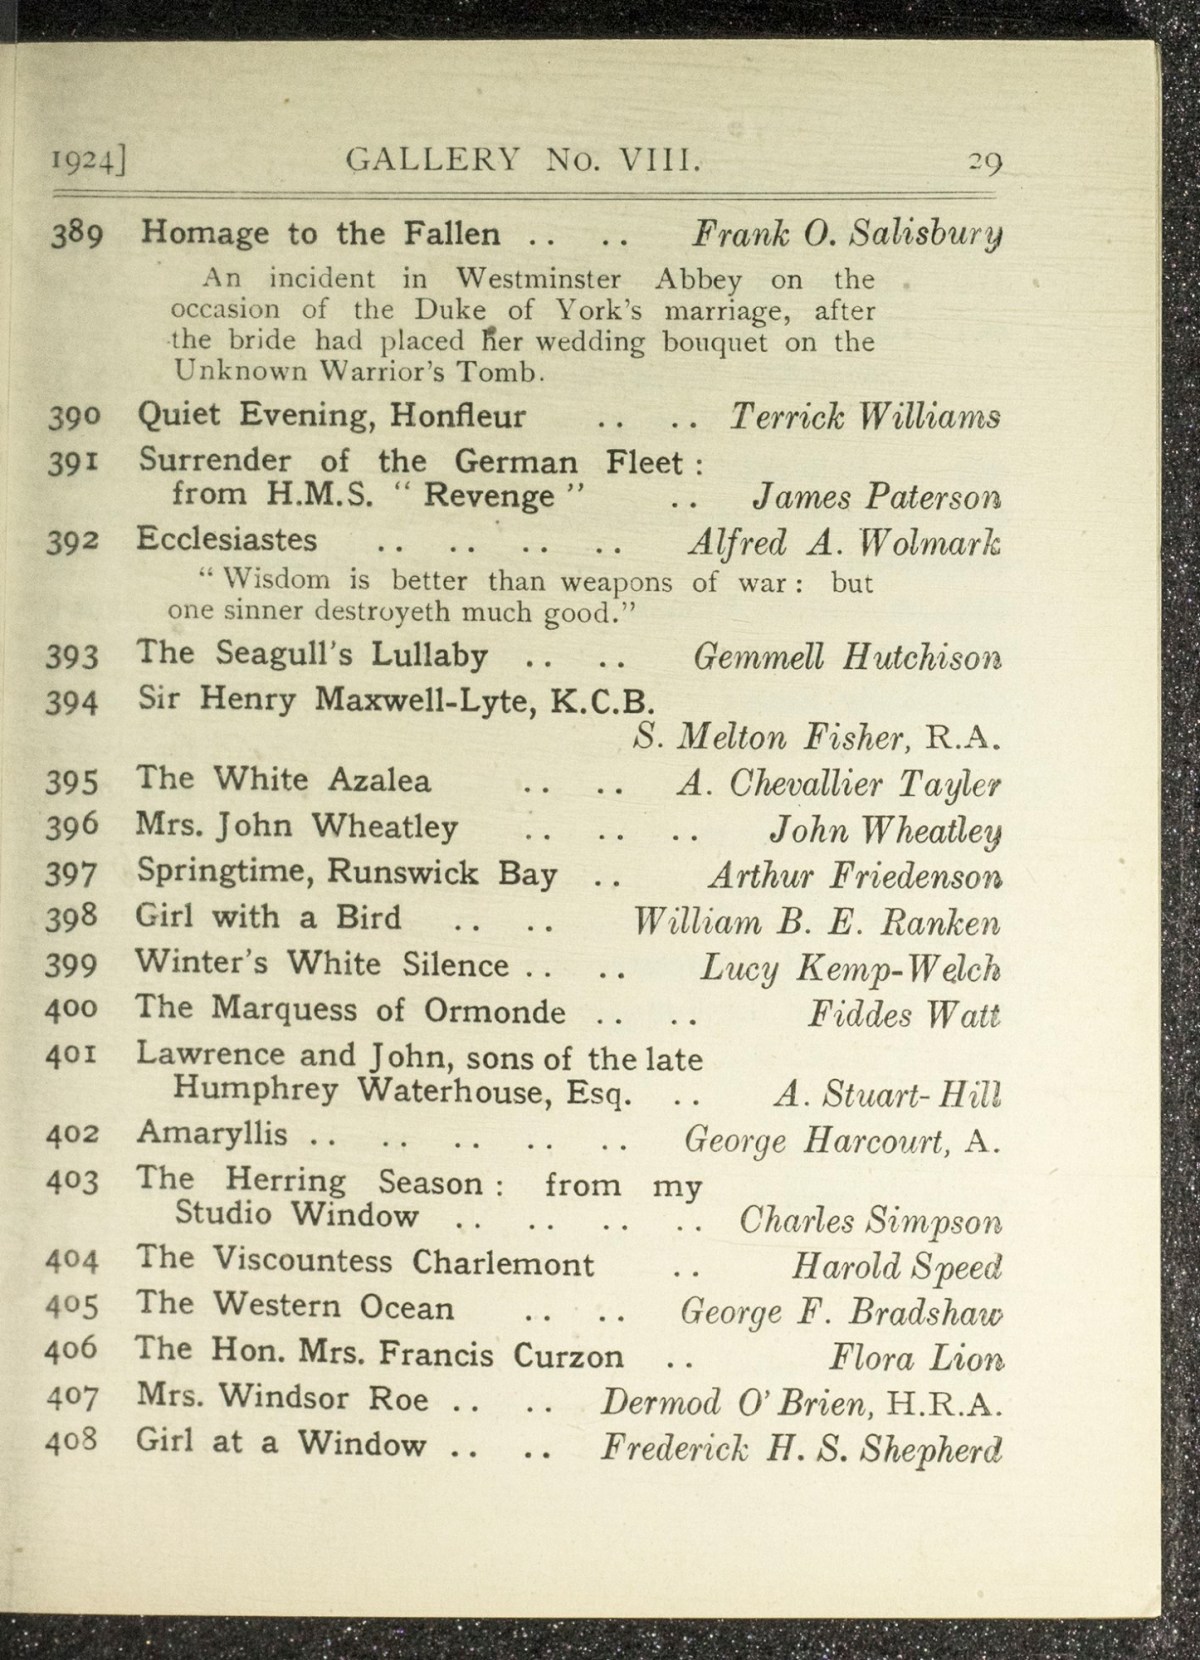 1924] GALLERY No. VIII. 29
389 Homage to the Fallen .. .. Frank O. Salisbury
An incident in Westminster Abbey on the
occasion of the Duke of York's marriage, after
the bride had placed her wedding bouquet on the
Unknown Warrior's Tomb.
390 Quiet Evening, Honfleur .. .. Terrick Williams
391 Surrender of the German Fleet :
from H.M.S. “ Revenge ” .. James Paterson
392 Ecclesiastes .. .. .. .. Alfred A. Wolmark
“ Wisdom is better than weapons of war : but
one sinner destroyeth much good.”
393 The Seagull's Lullaby .. .. Gemmell Hutchison
394 Sir Henry Maxwell-Lyte, K.C.B.
S. Melton Fisher, R.A.
395 The White Azalea .. .. A. Chevallier Tayler
396 Mrs. John Wheatley .. .. .. John Wheatley
397 Springtime, Runswick Bay .. Arthur Friedenson
398 Girl with a Bird .. .. William B. E. Ranken
399 Winter's White Silence .. .. Lucy Kemp-Welch
400 The Marquess of Ormonde .. .. Fiddes Watt
401 Lawrence and John, sons of the late
Humphrey Waterhouse, Esq. .. A. Stuart-Hill
402 Amaryllis .. .. .. .. .. George Harcourt, A.
403 The Herring Season : from my
Studio Window .. .. .. .. Charles Simpson
404 The Viscountess Charlemont .. Harold Speed
405 The Western Ocean .. .. George F. Bradshaw
406 The Hon. Mrs. Francis Curzon .. Flora Lion
407 Mrs. Windsor Roe .. .. Dermod O'Brien, H.R.A.
408 Girl at a Window .. .. Frederick H. S. Shepherd